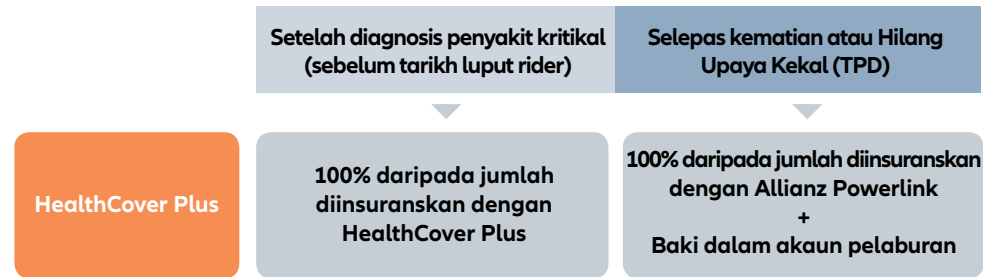 Setelah diagnosis penyakit kritikal
(sebelum tarikh luput rider)
Selepas kematian atau Hilang
Upaya Kekal (TPD)
HealthCover Plus
100% daripada jumlah
diinsuranskan dengan
HealthCover Plus
100% daripada jumlah diinsuranskan
dengan Allianz Powerlink
+
Baki dalam akaun pelaburan